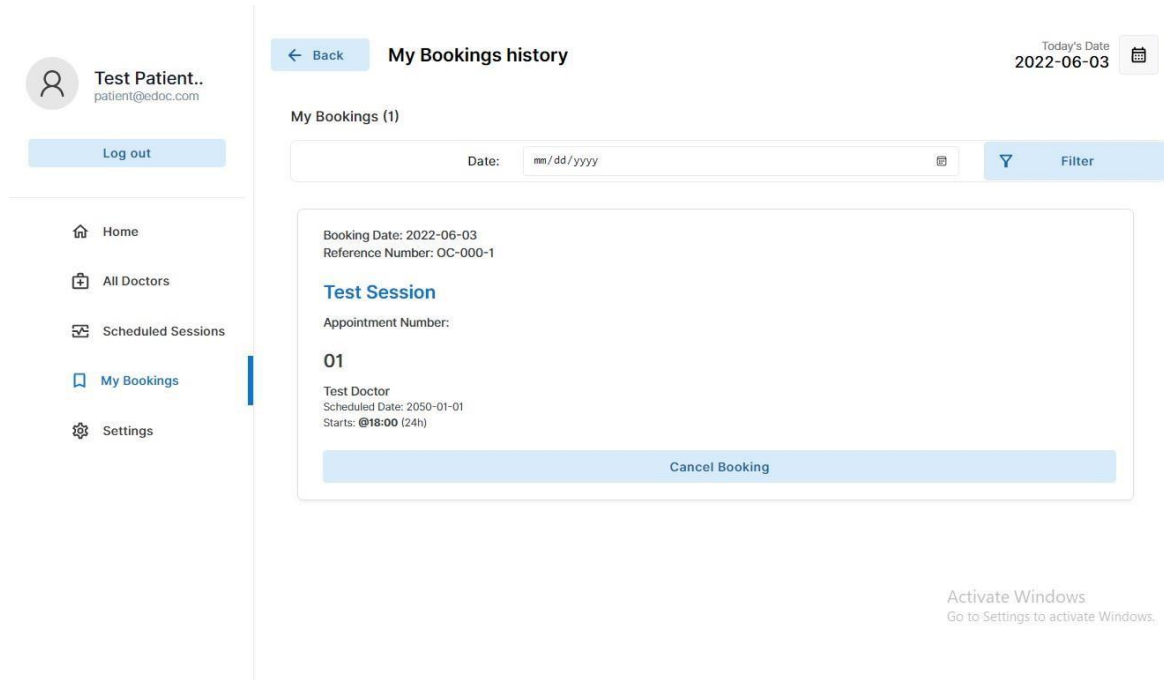 Test Patient..
patient@edoc.com
Log out
Home
All Doctors
Scheduled Sessions
My Bookings
Settings
Back
My Bookings history
Today's Date
2022-06-03
My Bookings (1)
Date:
mm/dd/yyyy
Filter
Booking Date: 2022-06-03
Reference Number: OC-000-1
Test Session
Appointment Number:
01
Test Doctor
Scheduled Date: 2050-01-01
Starts: @18:00 (24h)
Cancel Booking
Activate Windows
Go to Settings to activate Windows.